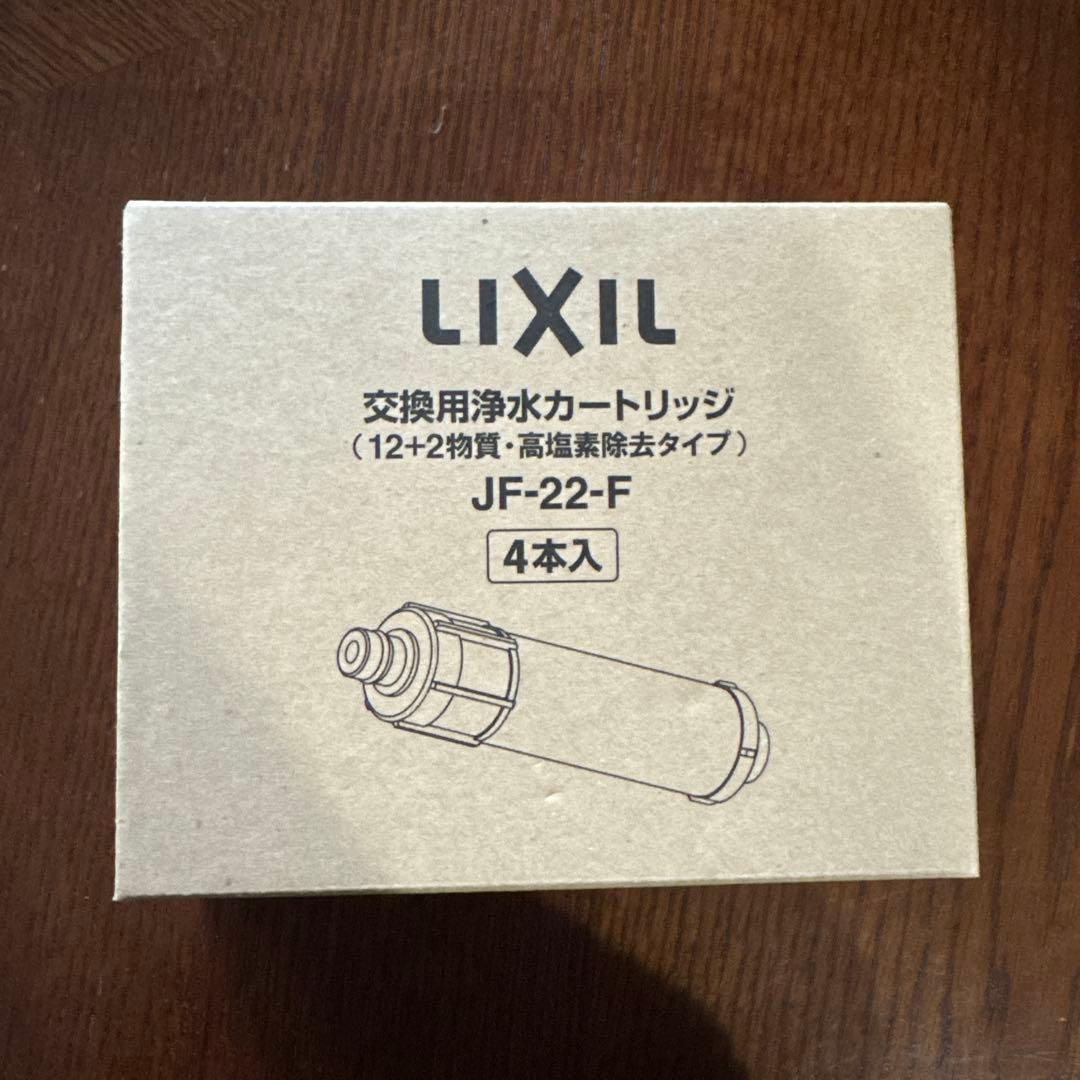 LIXIL
交換用浄水カートリッジ
（12+2物質・高塩素除去タイプ）
JF-22-F
4本入